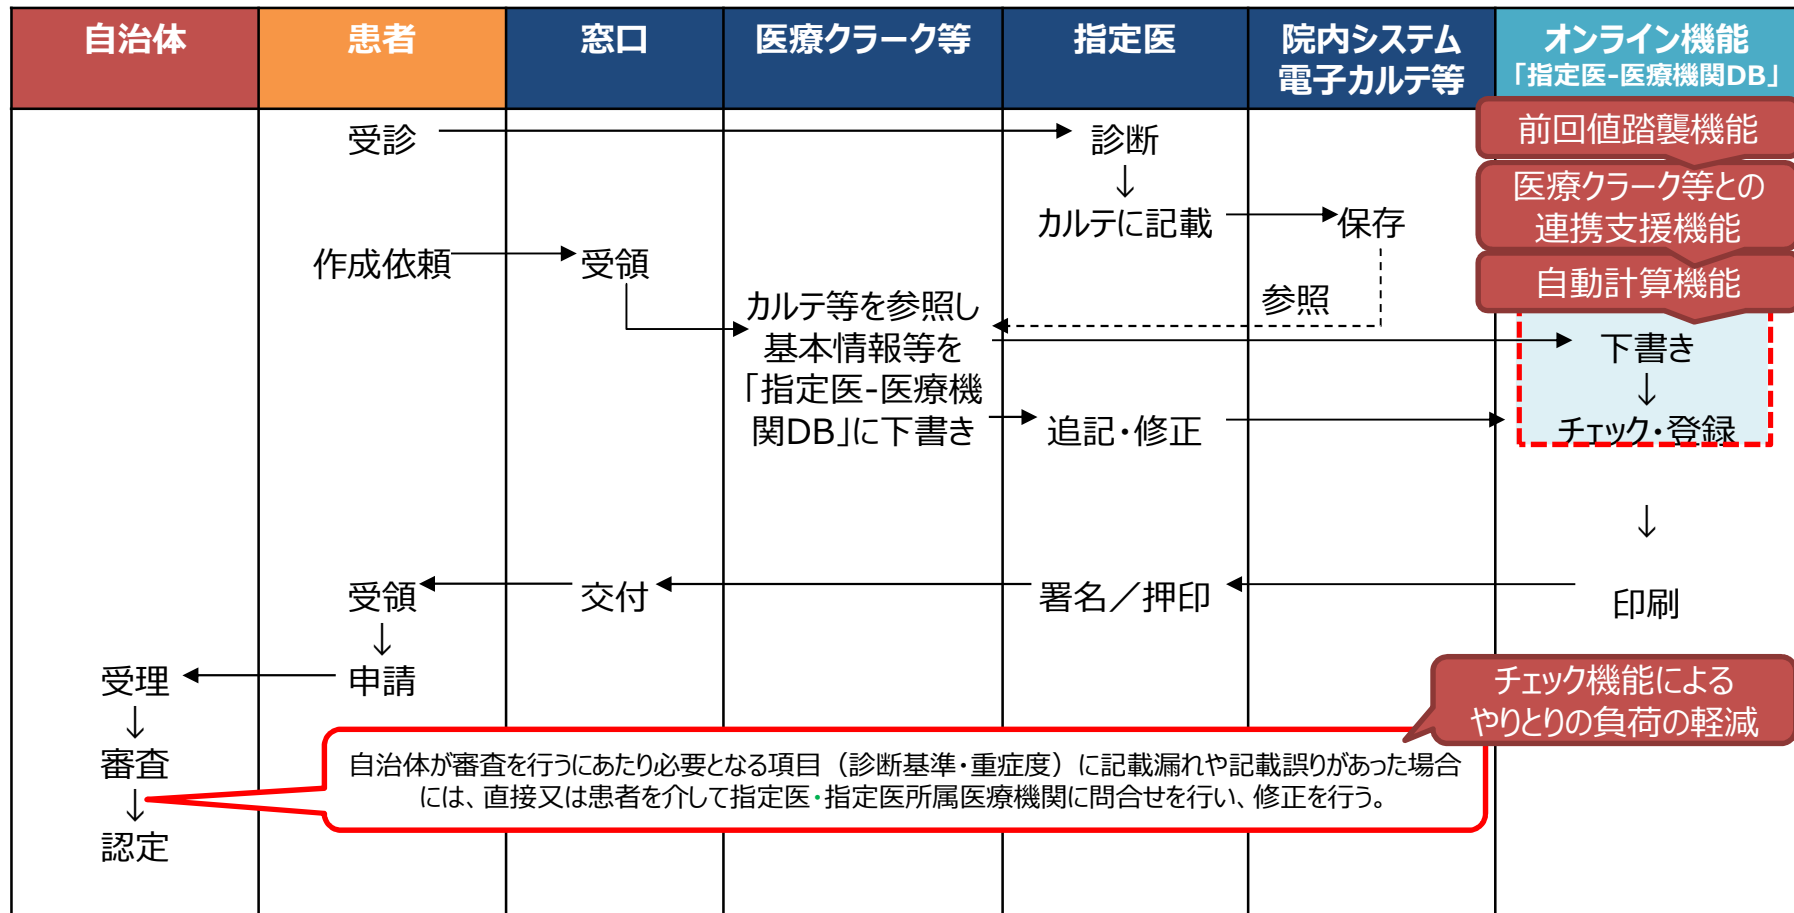 自治体
患者
窓口
医療クラーク等
指定医
院内システム
電子カルテ等
オンライン機能
「指定医-医療機関DB」
前回値踏襲機能
受診
診断
↓
医療クラーク等との
連携支援機能
カルテに記載
保存
作成依頼
受領
自動計算機能
参照
カルテ等を参照し
基本情報等を
「指定医-医療機
関DB」に下書き
下書き
↓
追記・修正
チェック・登録
↓
受領
交付
署名／押印
印刷
↓
受理
申請
チェック機能による
やりとりの負荷の軽減
↓
審査
自治体が審査を行うにあたり必要となる項目（診断基準・重症度）に記載漏れや記載誤りがあった場合
には、直接又は患者を介して指定医・指定医所属医療機関に問合せを行い、修正を行う。
↓
認定